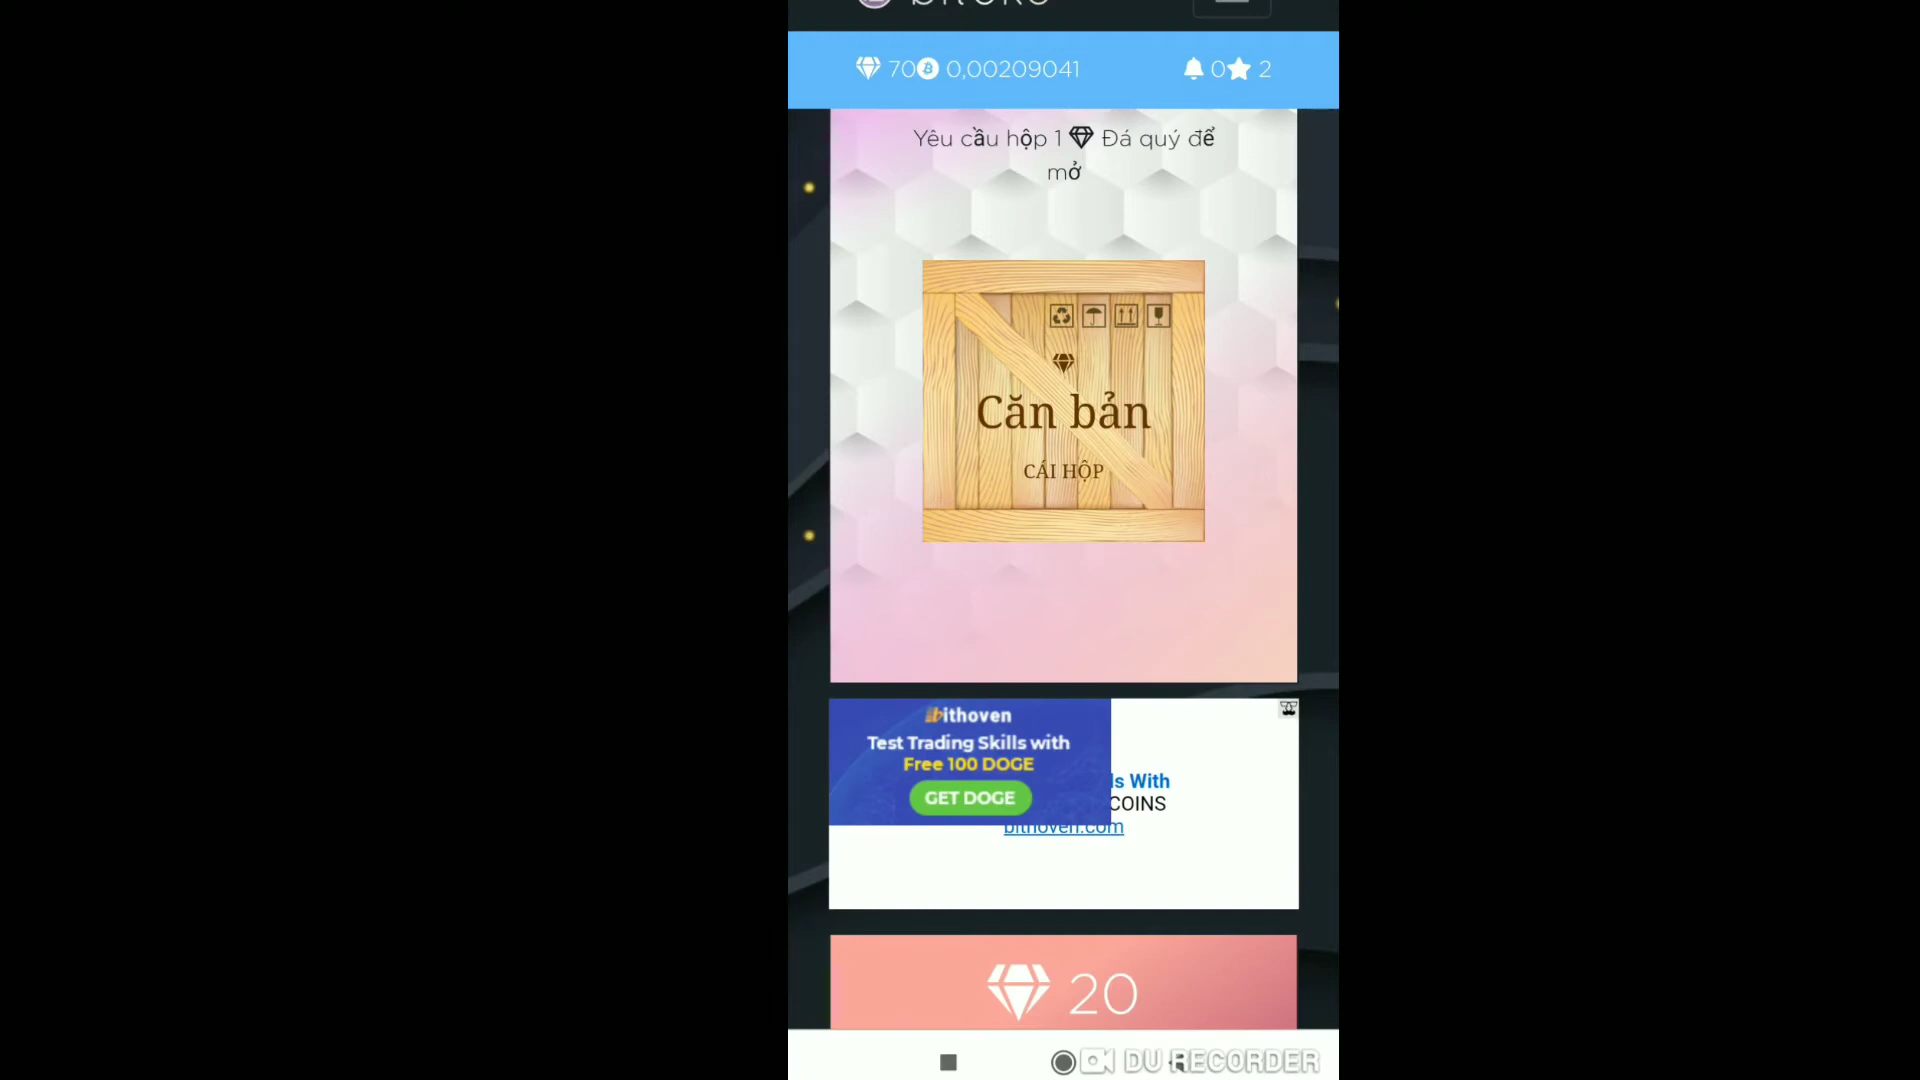 70 0,00209041 0 2
Yêu cầu hộp 1 Đá quý để
mở
Căn bản
CÁI HỘP
bithoven
Test Trading Skills with
Free 100 DOGE
GET DOGE
ls With
COINS
bithoven.com
20
DU RECORDER